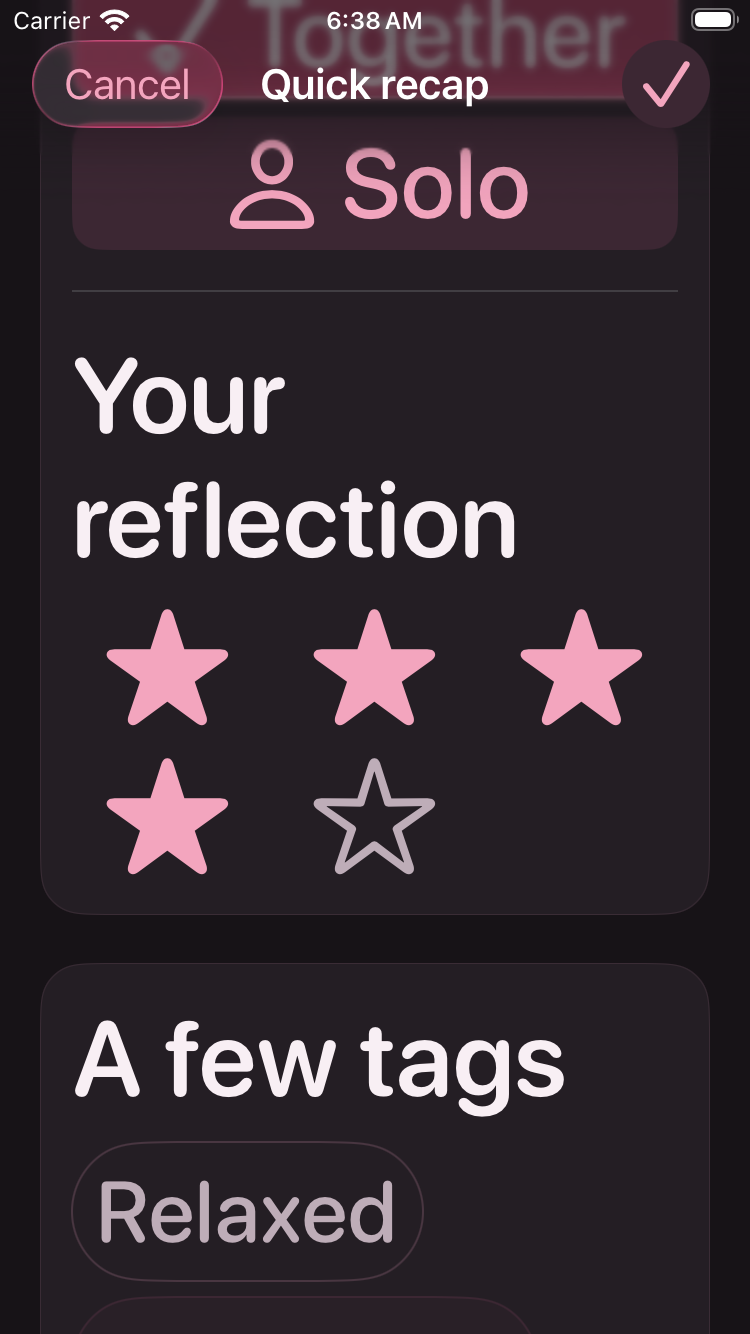 Carrier
6:38 AM
Together
Cancel
Quick recap
Solo
Your
reflection
A few tags
Relaxed